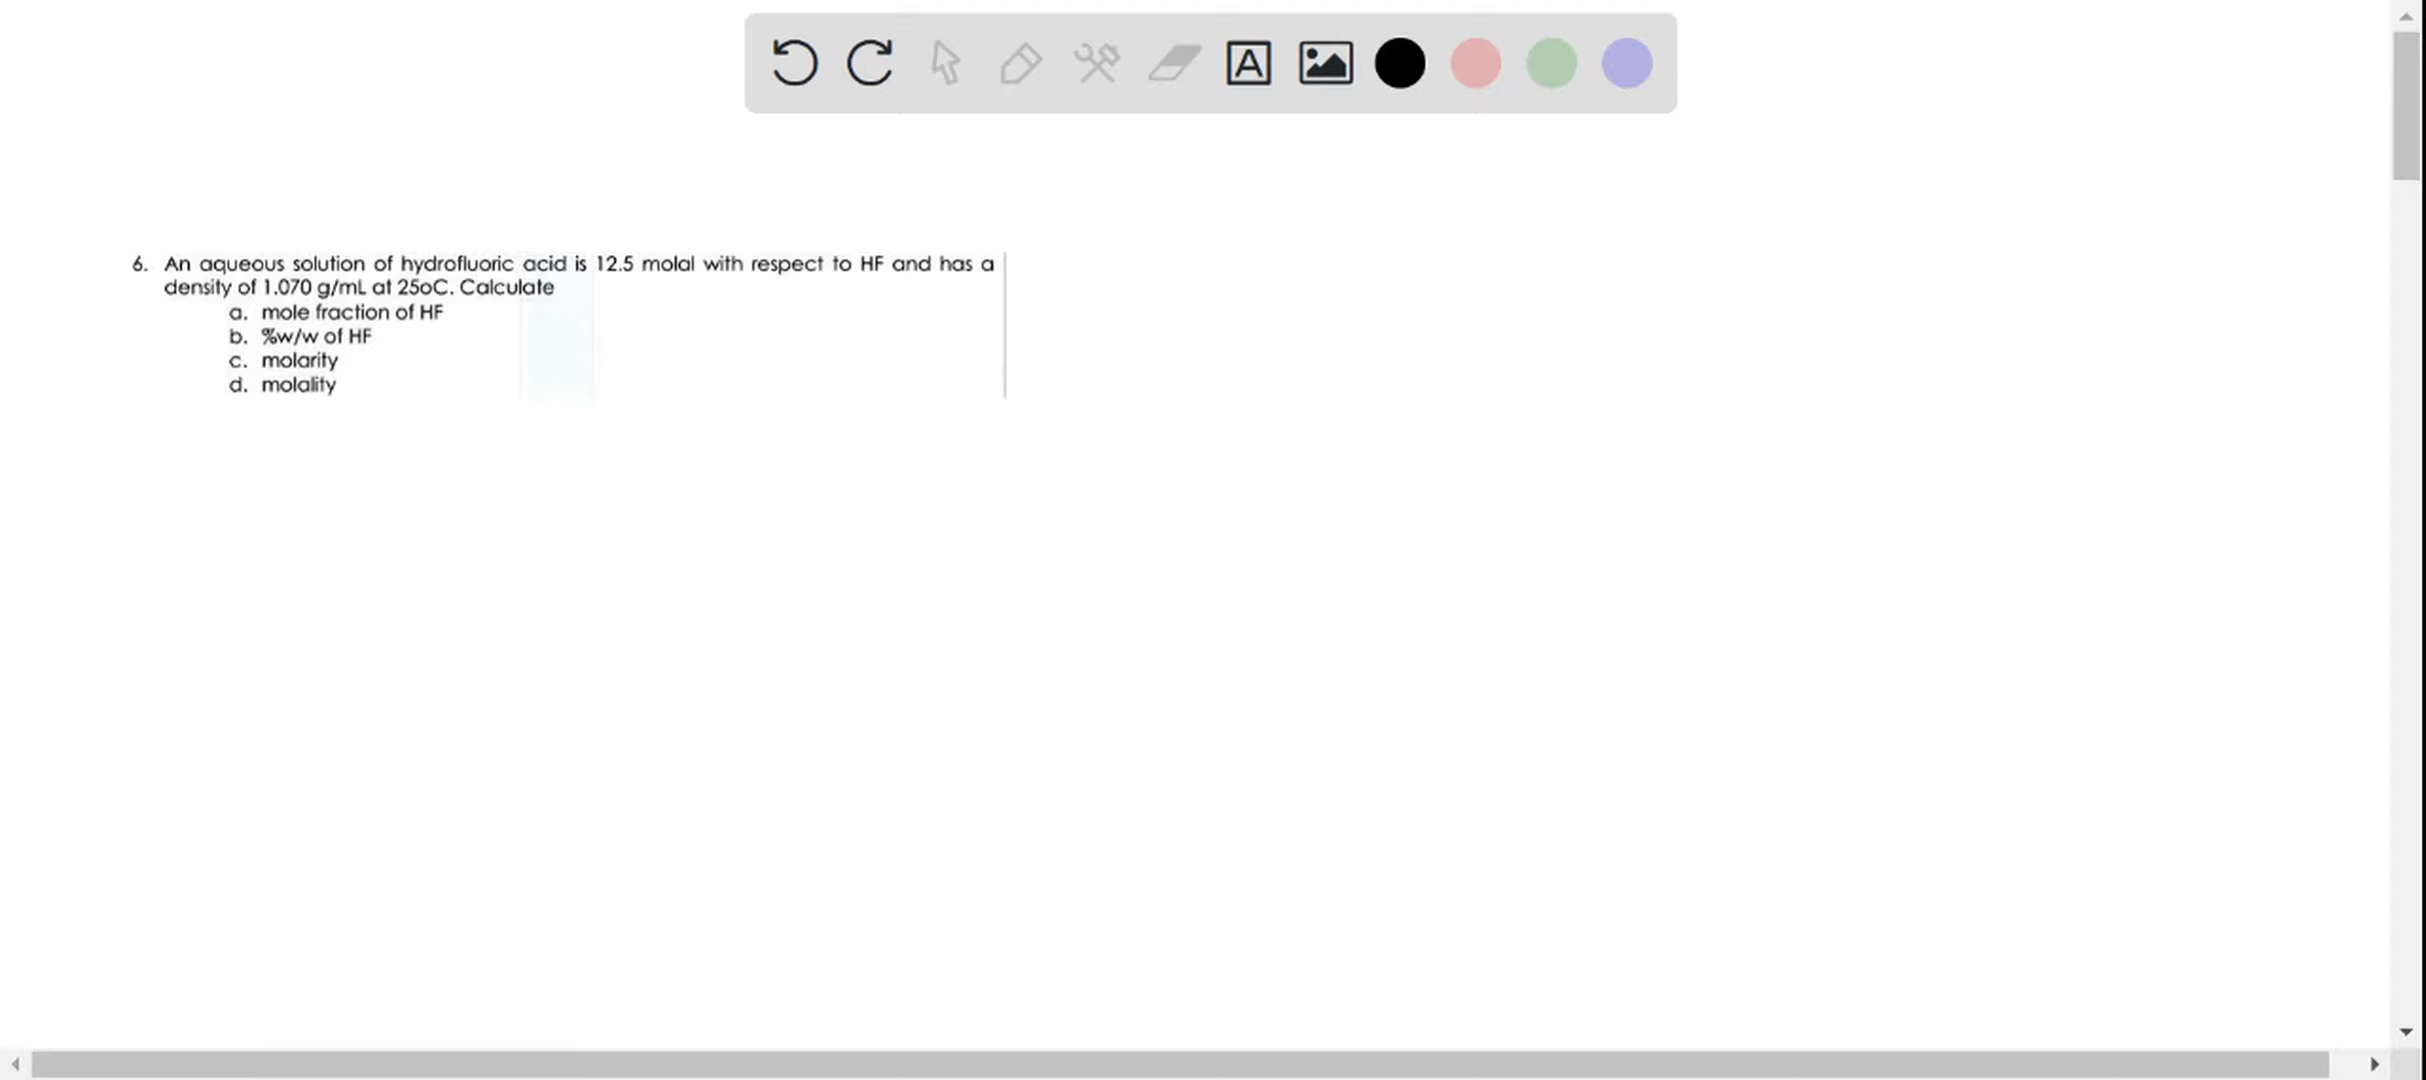 A
6. An aqueous solution of hydrofluoric acid is 12.5 molal with respect to HF and has a
density of 1.070 g/mL at 25oC. Calculate
a. mole fraction of HF
b. %w/w of HF
c. molarity
d. molality